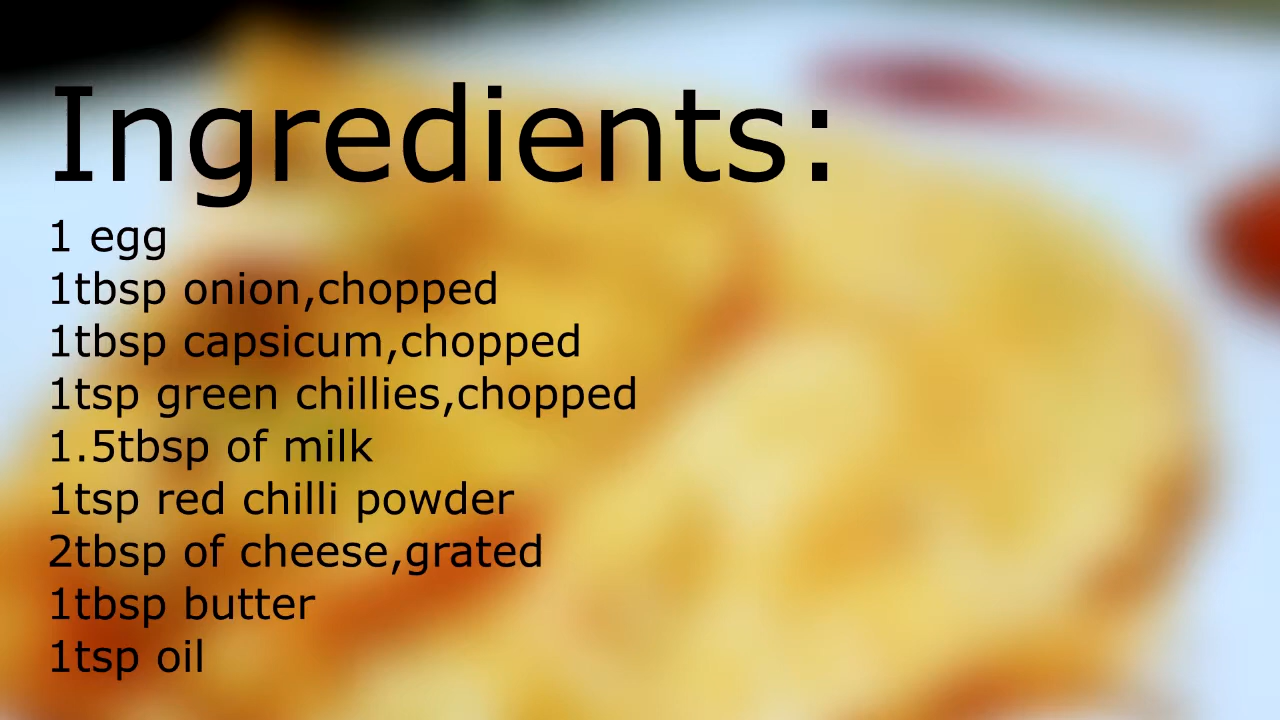 Ingredients:
1 egg
1tbsp onion,chopped
1tbsp capsicum,chopped
1tsp green chillies,chopped
1.5tbsp of milk
1tsp red chilli powder
2tbsp of cheese,grated
1tbsp butter
1tsp oil